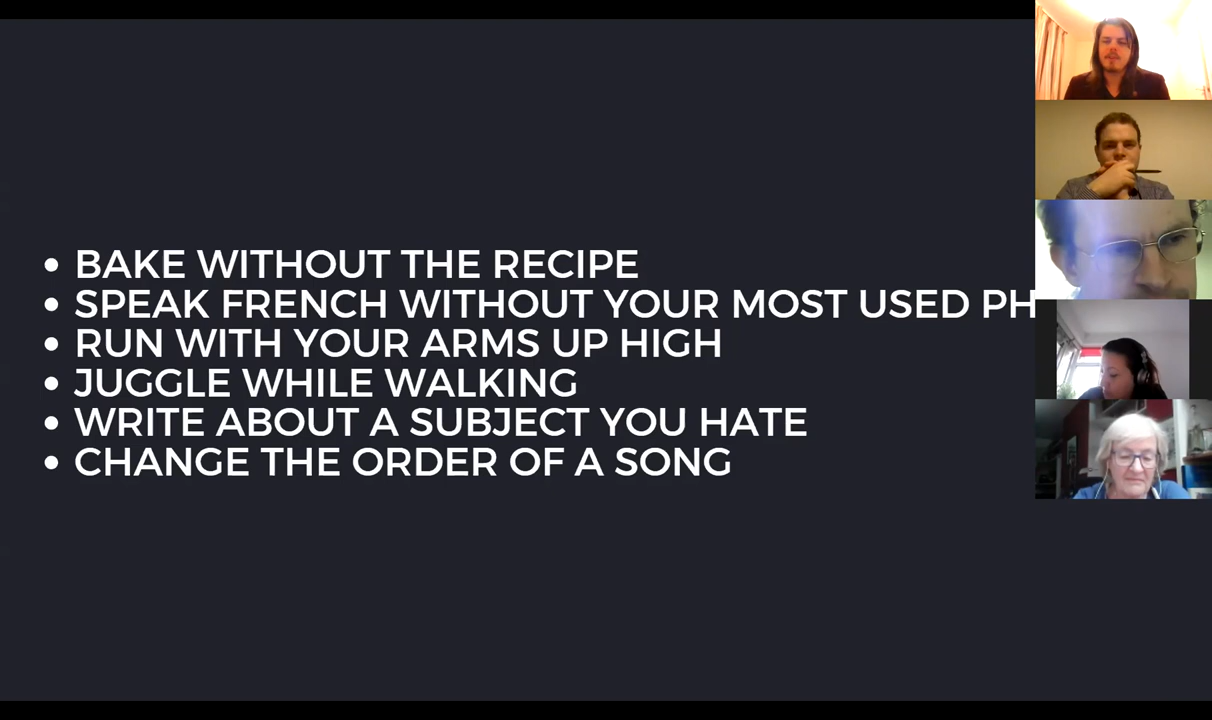 • BAKE WITHOUT THE RECIPE
• SPEAK FRENCH WITHOUT YOUR MOST USED PH
• RUN WITH YOUR ARMS UP HIGH
• JUGGLE WHILE WALKING
• WRITE ABOUT A SUBJECT YOU HATE
• CHANGE THE ORDER OF A SONG